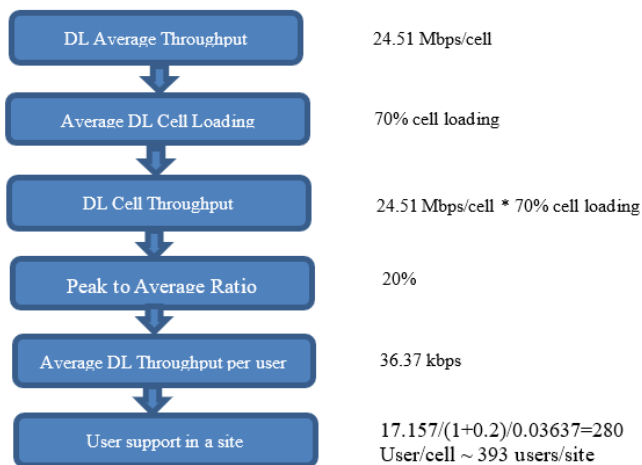 DL Average Throughput 24.51 Mbps/cell
Average DL Cell Loading 70% cell loading
DL Cell Throughput 24.51 Mbps/cell * 70% cell loading
Peak to Average Ratio 20%
Average DL Throughput per user 36.37 kbps
User support in a site 17.157/(1+0.2)/0.03637=280
User/cell ~ 393 users/site